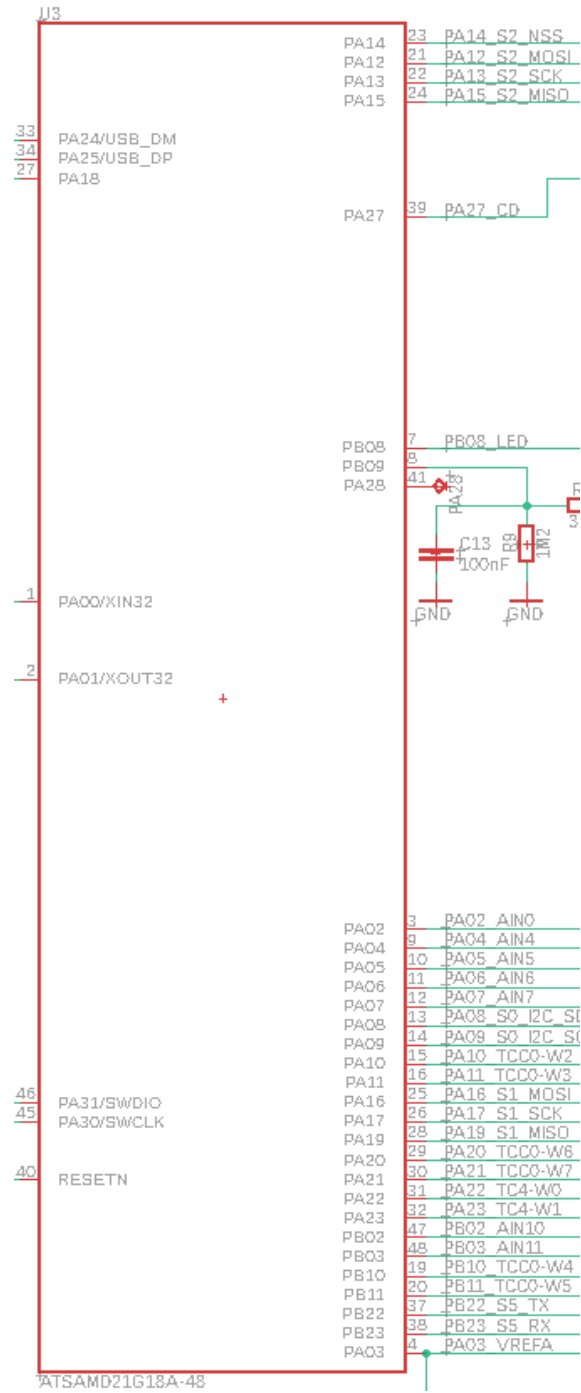 U3
23 PA14 PA14_S2_NSS
21 PA12 PA12_S2_MOSI
22 PA13 PA13_S2_SCK
24 PA15 PA15_S2_MISO
33 PA24/USB_DM
34 PA25/USB_DP
27 PA18
PA27 39 PA27_CD
PB08 7 PB08_LED
PB09 8
PA28 41 PA28
R
3
C13
100nF
R9
1M2
GND
GND
1 PA00/XIN32
2 PA01/XOUT32
PA02 3 PA02_AIN0
PA04 9 PA04_AIN4
PA05 10 PA05_AIN5
PA06 11 PA06_AIN6
PA07 12 PA07_AIN7
PA08 13 PA08_S0_I2C_SD
PA09 14 PA09_S0_I2C_SC
PA10 15 PA10_TCC0-W2
PA11 16 PA11_TCC0-W3
46 PA31/SWDIO PA16 25 PA16_S1_MOSI
45 PA30/SWCLK PA17 26 PA17_S1_SCK
PA19 28 PA19_S1_MISO
PA20 29 PA20_TCC0-W6
40 RESETN PA21 30 PA21_TCC0-W7
PA22 31 PA22_TC4-W0
PA23 32 PA23_TC4-W1
PB02 47 PB02_AIN10
PB03 48 PB03_AIN11
PB10 19 PB10_TCC0-W4
PB11 20 PB11_TCC0-W5
PB22 37 PB22_S5_TX
PB23 38 PB23_S5_RX
PA03 4 PA03_VREFA
ATSAMD21G18A-48